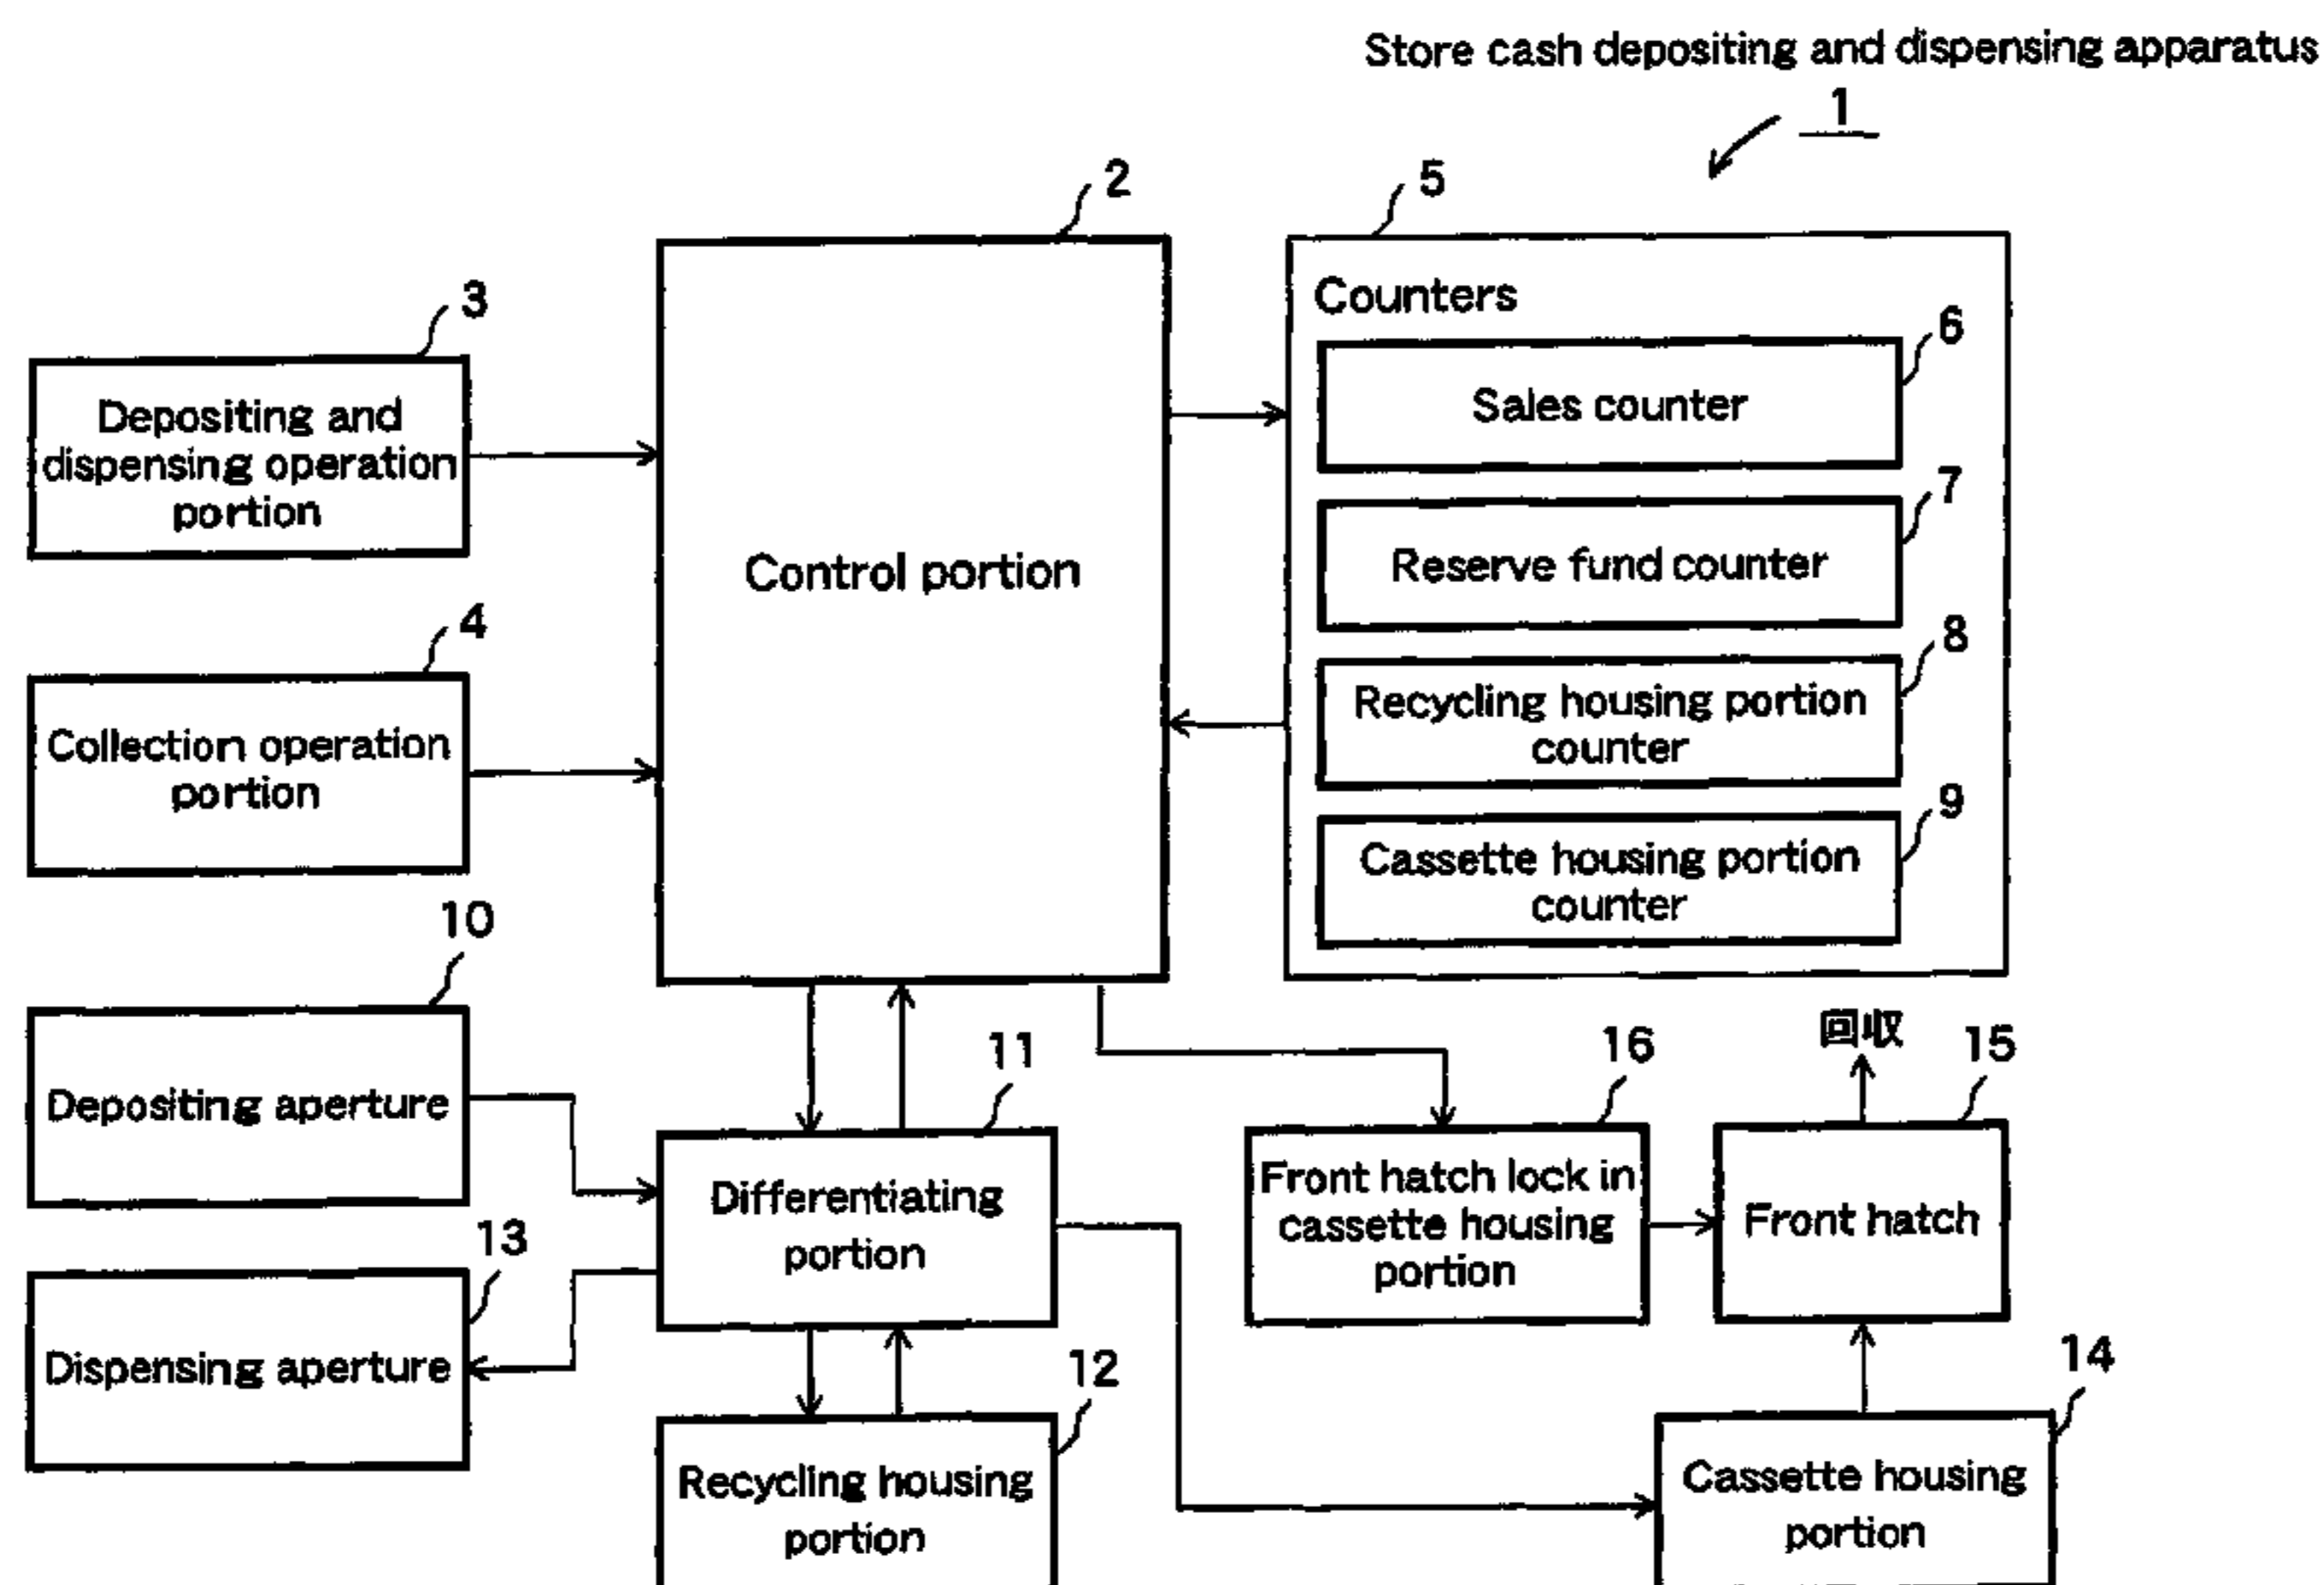 Store cash depositing and dispensing apparatus
1
2
5
3
Counters
6
Depositing and
dispensing operation
portion
Sales counter
7
Control portion
Reserve fund counter
4
8
Collection operation
portion
Recycling housing portion
counter
9
Cassette housing portion
counter
10
11
16
回収
15
Depositing aperture
Differentiating
portion
Front hatch lock in
cassette housing
portion
Front hatch
13
Dispensing aperture
12
14
Recycling housing
portion
Cassette housing
portion